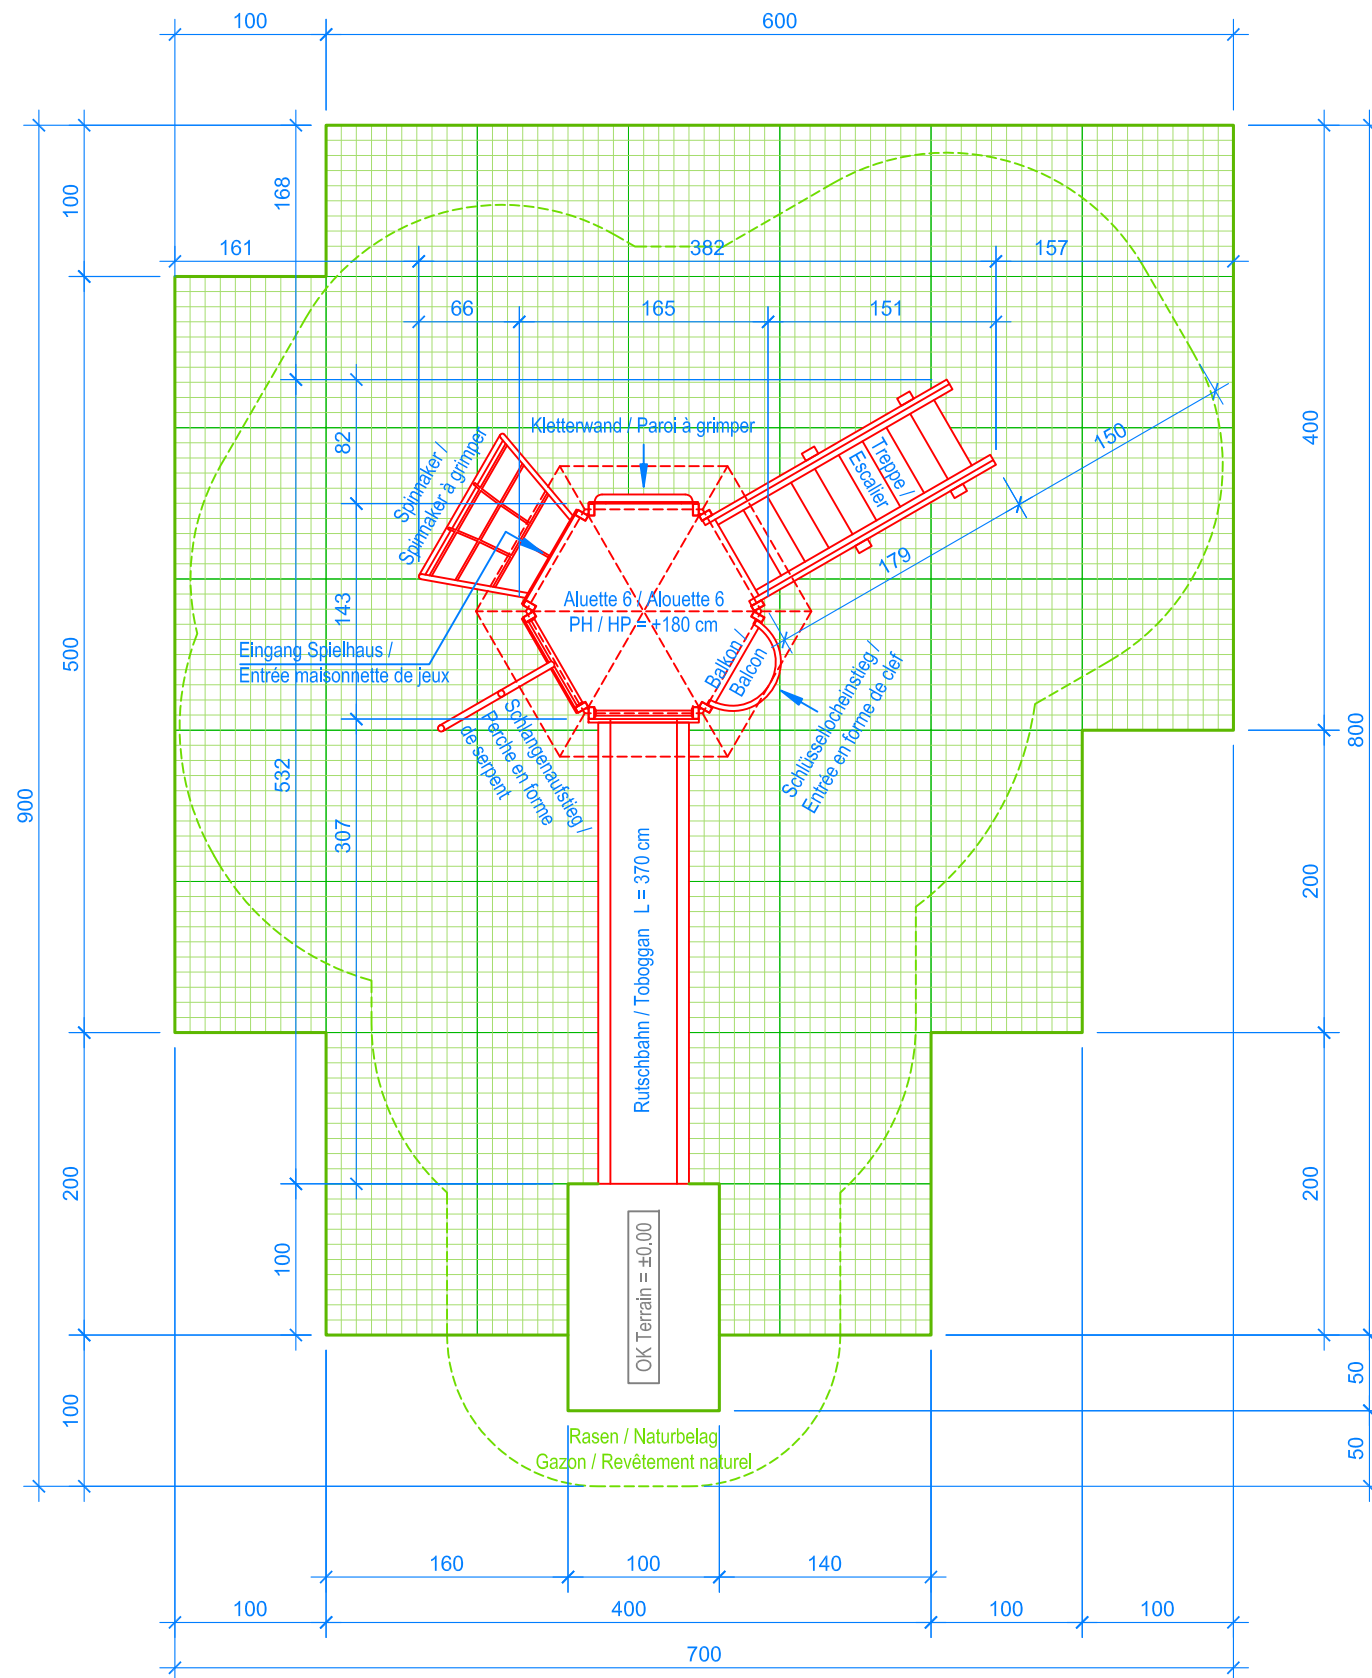 100
600
168
100
161
382
157
66
165
151
82
Kletterwand / Paroi à grimper
Spinnaker /
Spinnaker à grimper
Treppe /
Escalier
150
400
179
143
Aluette 6 / Alouette 6
PH / HP = +180 cm
Eingang Spielhaus /
Entrée maisonnette de jeux
Balkon /
Balcon
Schlüssellocheinstieg /
Entrée en forme de clef
Schlangenaufstieg /
Perche en forme
de serpent
500
532
900
800
307
200
Rutschbahn / Toboggan L = 370 cm
200
200
100
OK Terrain = ±0.00
100
50
50
Rasen / Naturbelag
Gazon / Revêtement naturel
160
100
140
100
400
100
100
700